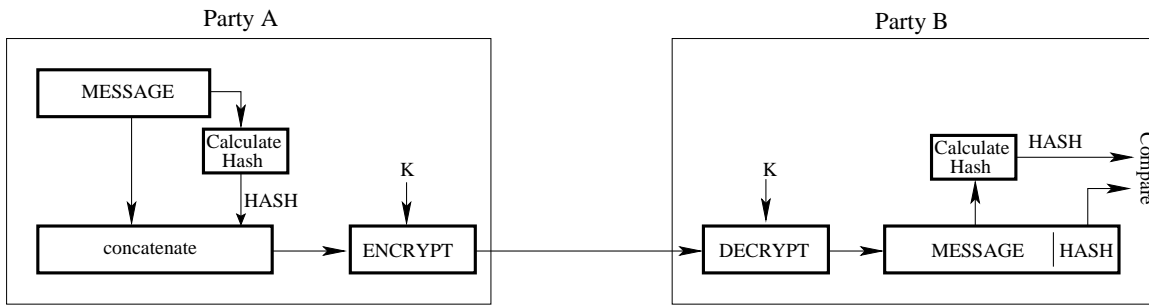 Party A
MESSAGE
Calculate
Hash
HASH
concatenate
K
ENCRYPT
Party B
K
DECRYPT
Calculate
Hash
HASH
Compare
MESSAGE
HASH